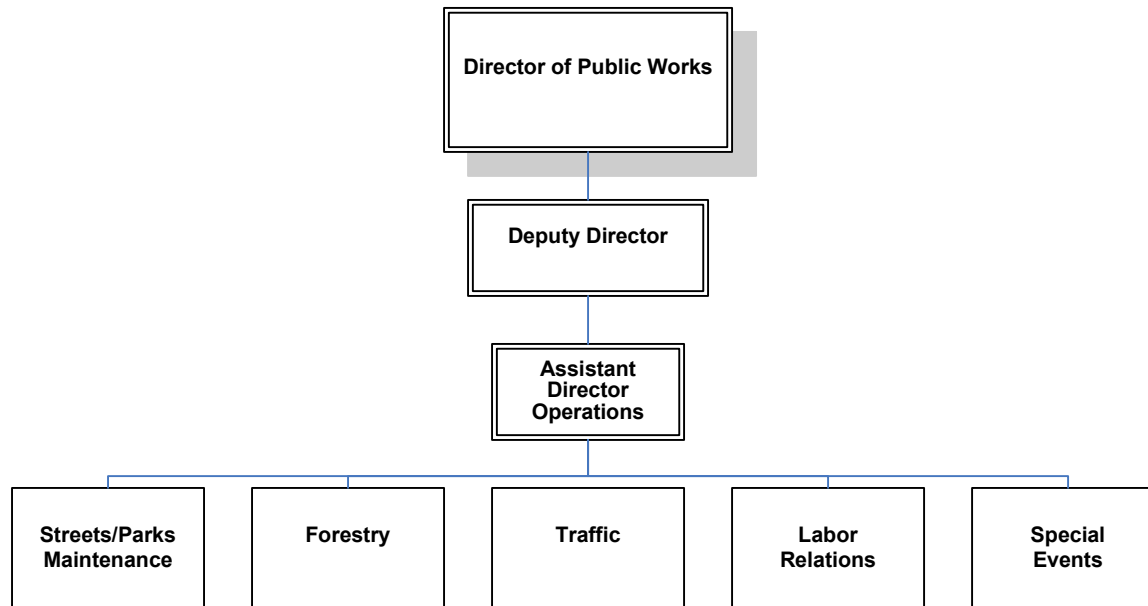 Director of Public Works
Deputy Director
Assistant
Director
Operations
Streets/Parks
Maintenance
Forestry
Traffic
Labor
Relations
Special
Events